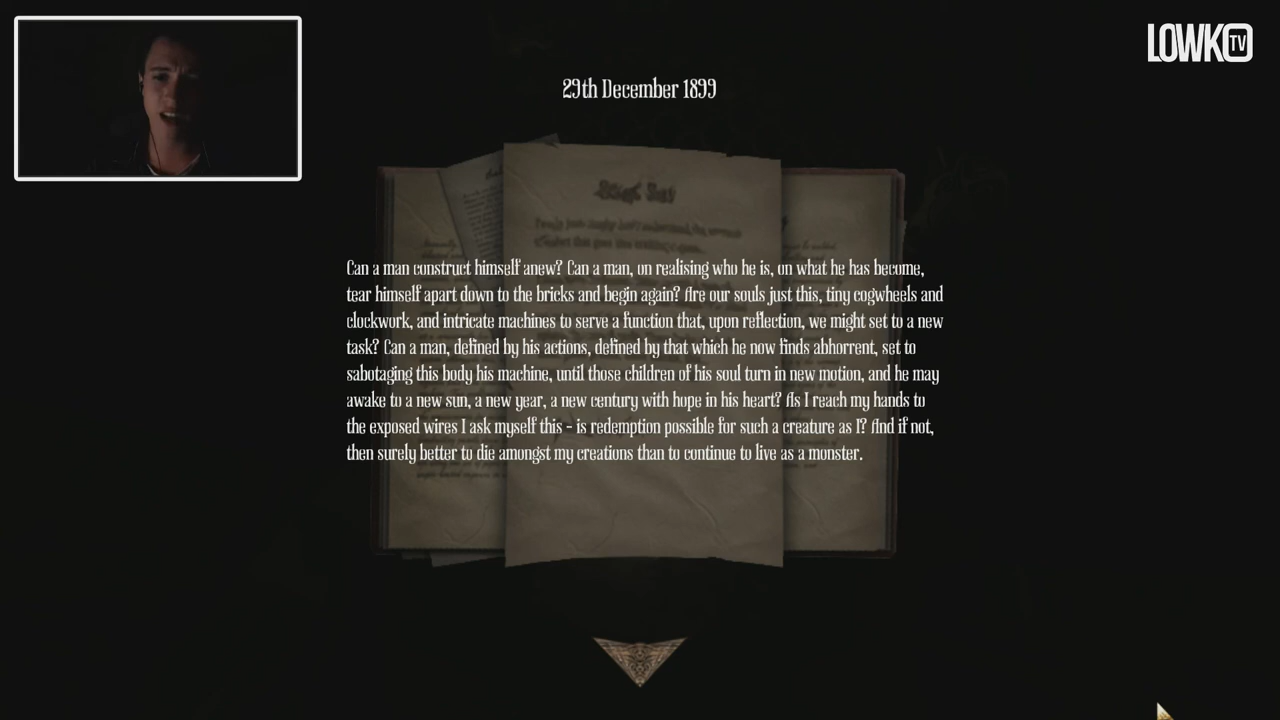 LOWKO TV
29th December 1899
Can a man construct himself anew? Can a man, on realising who he is, on what he has become,
tear himself apart down to the bricks and begin again? Are our souls just this, tiny cogwheels and
clockwork, and intricate machines to serve a function that, upon reflection, we might set to a new
task? Can a man, defined by his actions, defined by that which he now finds abhorrent, set to
sabotaging this body his machine, until those children of his soul turn in new motion, and he may
awake to a new sun, a new year, a new century with hope in his heart? As I reach my hands to
the exposed wires I ask myself this - is redemption possible for such a creature as I? And if not,
then surely better to die amongst my creations than to continue to live as a monster.